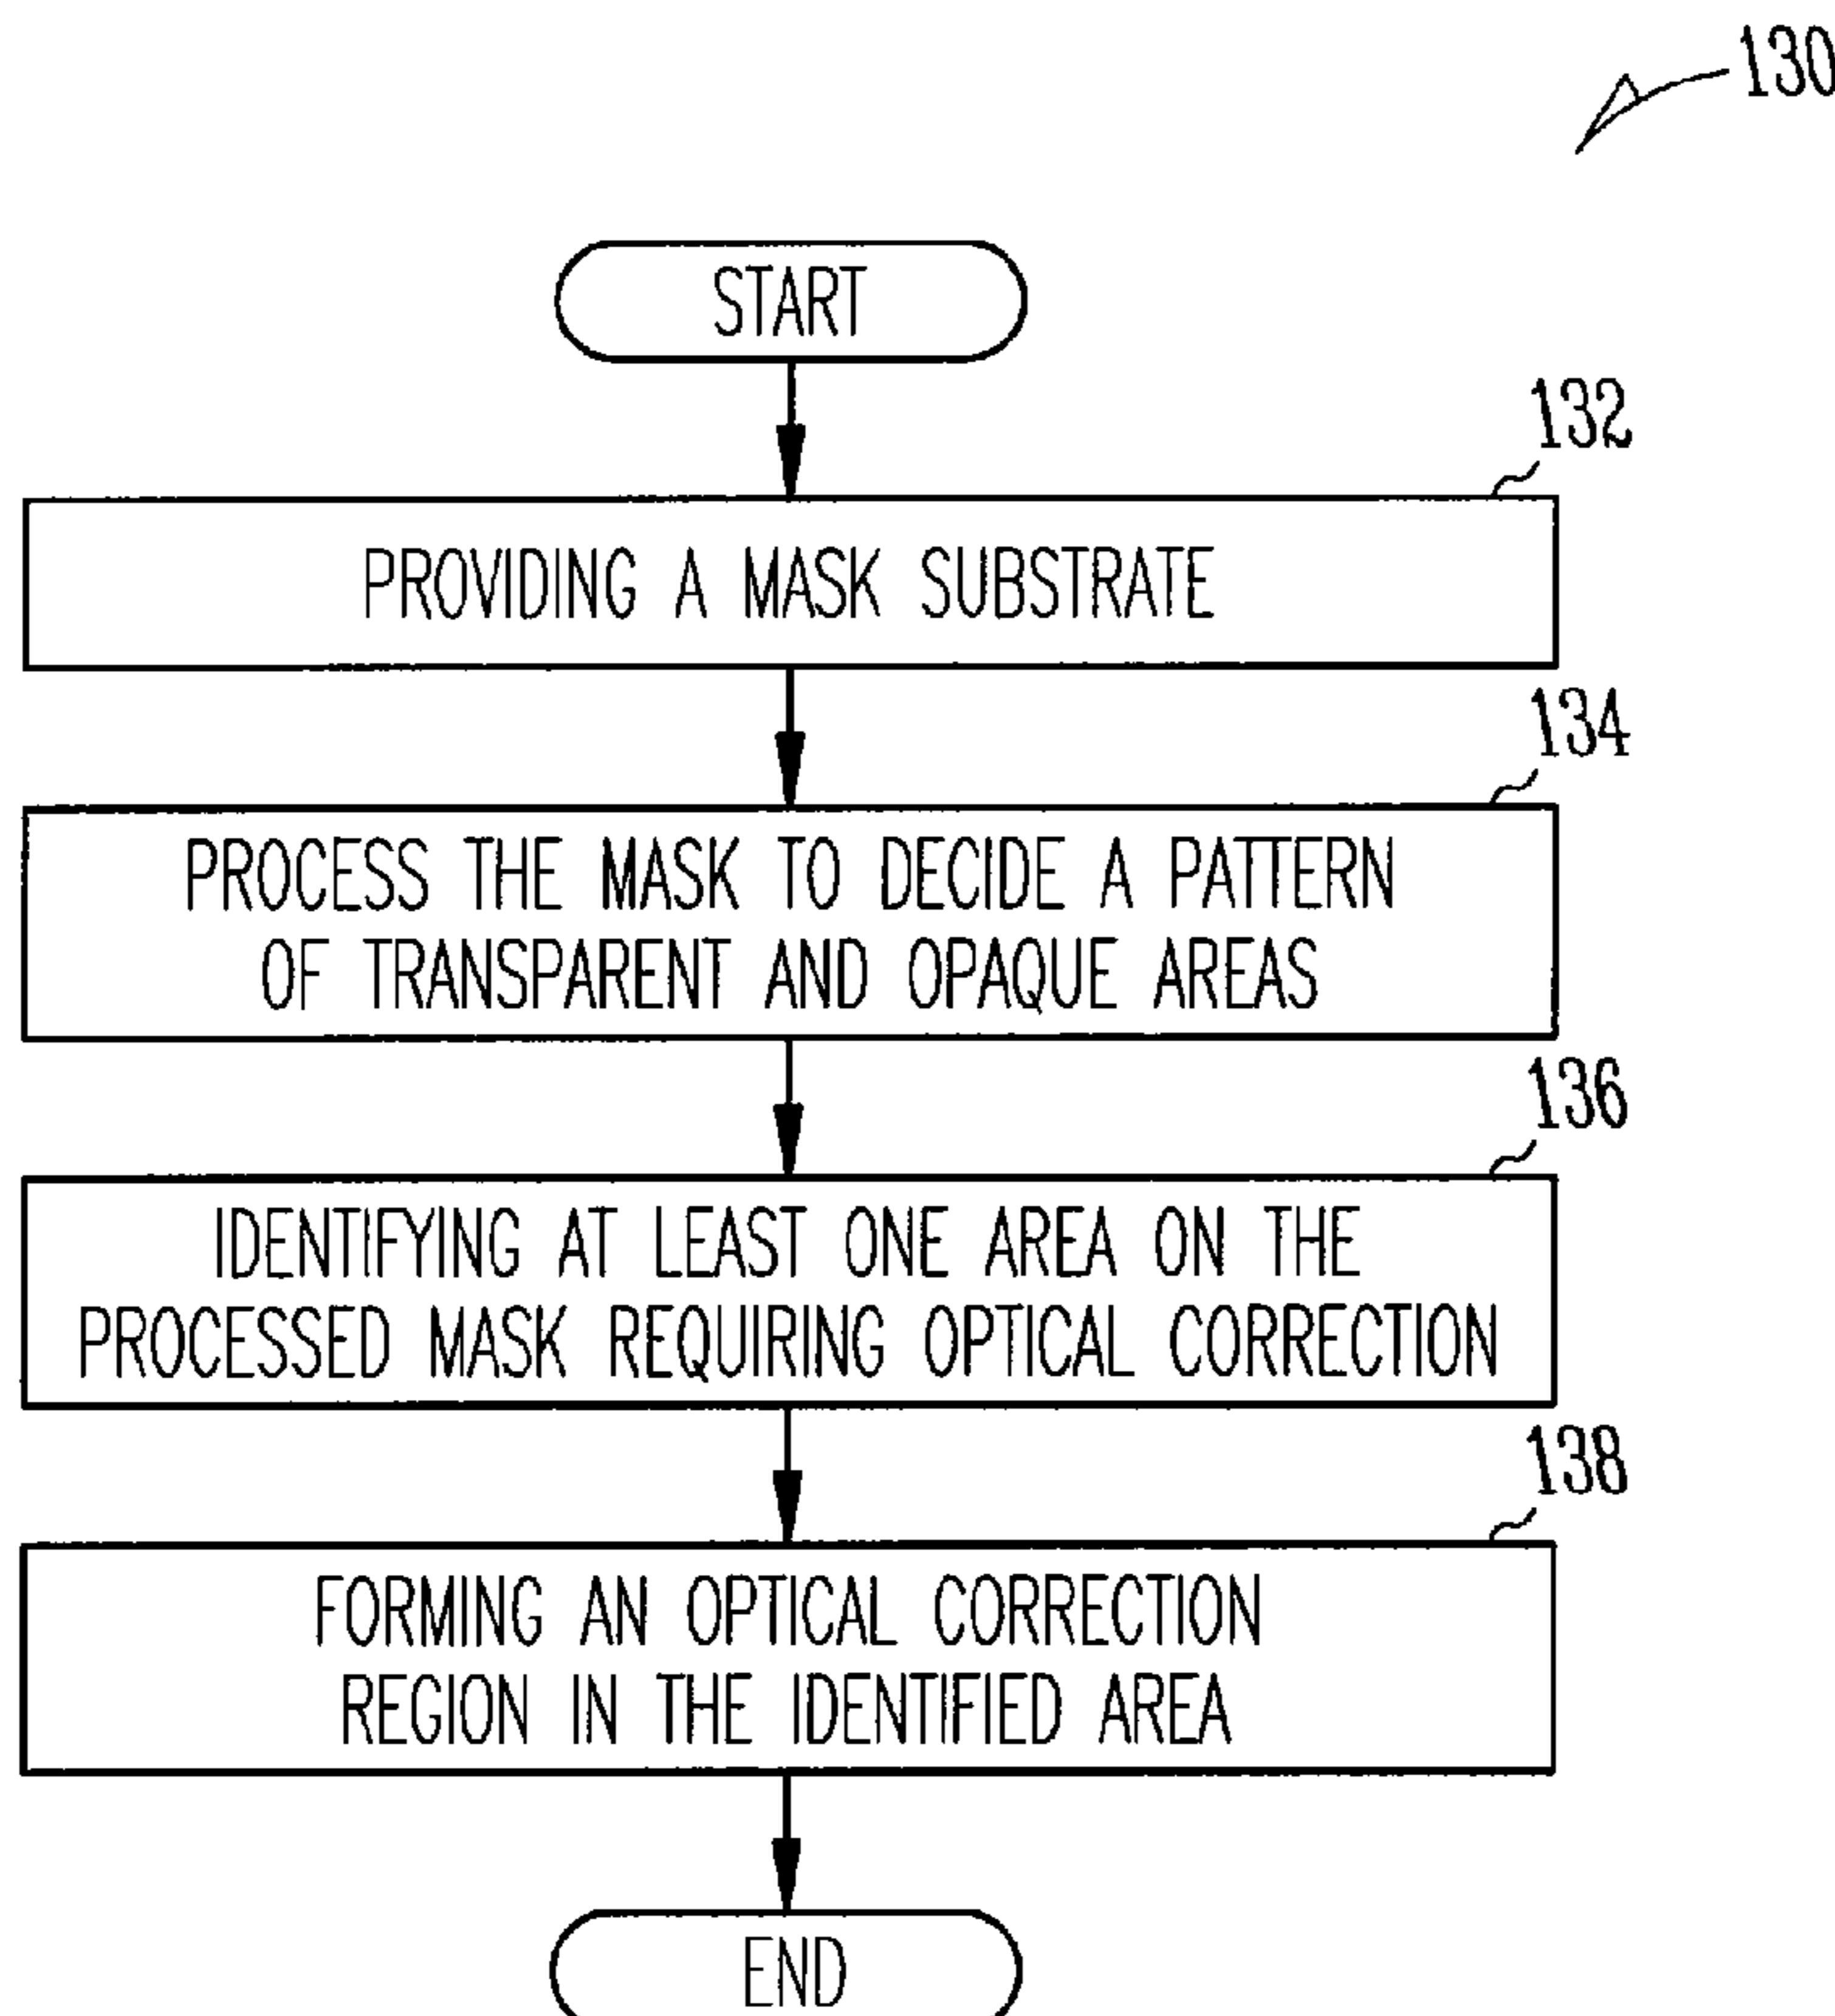 130
START
132
PROVIDING A MASK SUBSTRATE
134
PROCESS THE MASK TO DECIDE A PATTERN
OF TRANSPARENT AND OPAQUE AREAS
136
IDENTIFYING AT LEAST ONE AREA ON THE
PROCESSED MASK REQUIRING OPTICAL CORRECTION
138
FORMING AN OPTICAL CORRECTION
REGION IN THE IDENTIFIED AREA
END